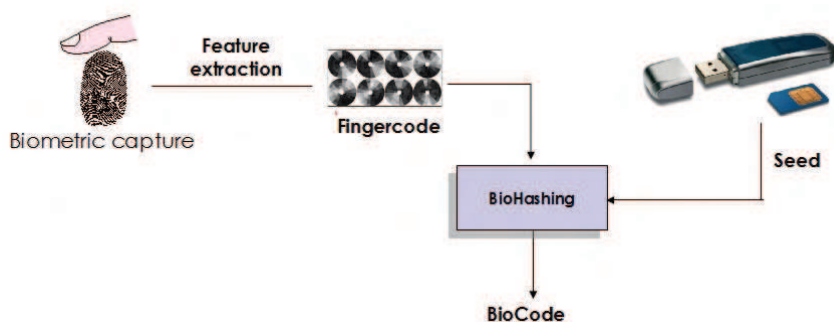 Feature
extraction
Biometric capture
Fingercode
Seed
BioHashing
BioCode